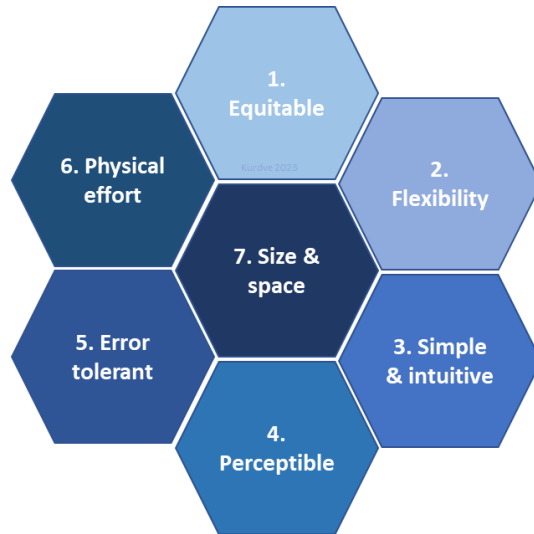 1.
Equitable
Kurdve 2023
2.
Flexibility
3. Simple
& intuitive
4.
Perceptible
5. Error
tolerant
6. Physical
effort
7. Size &
space